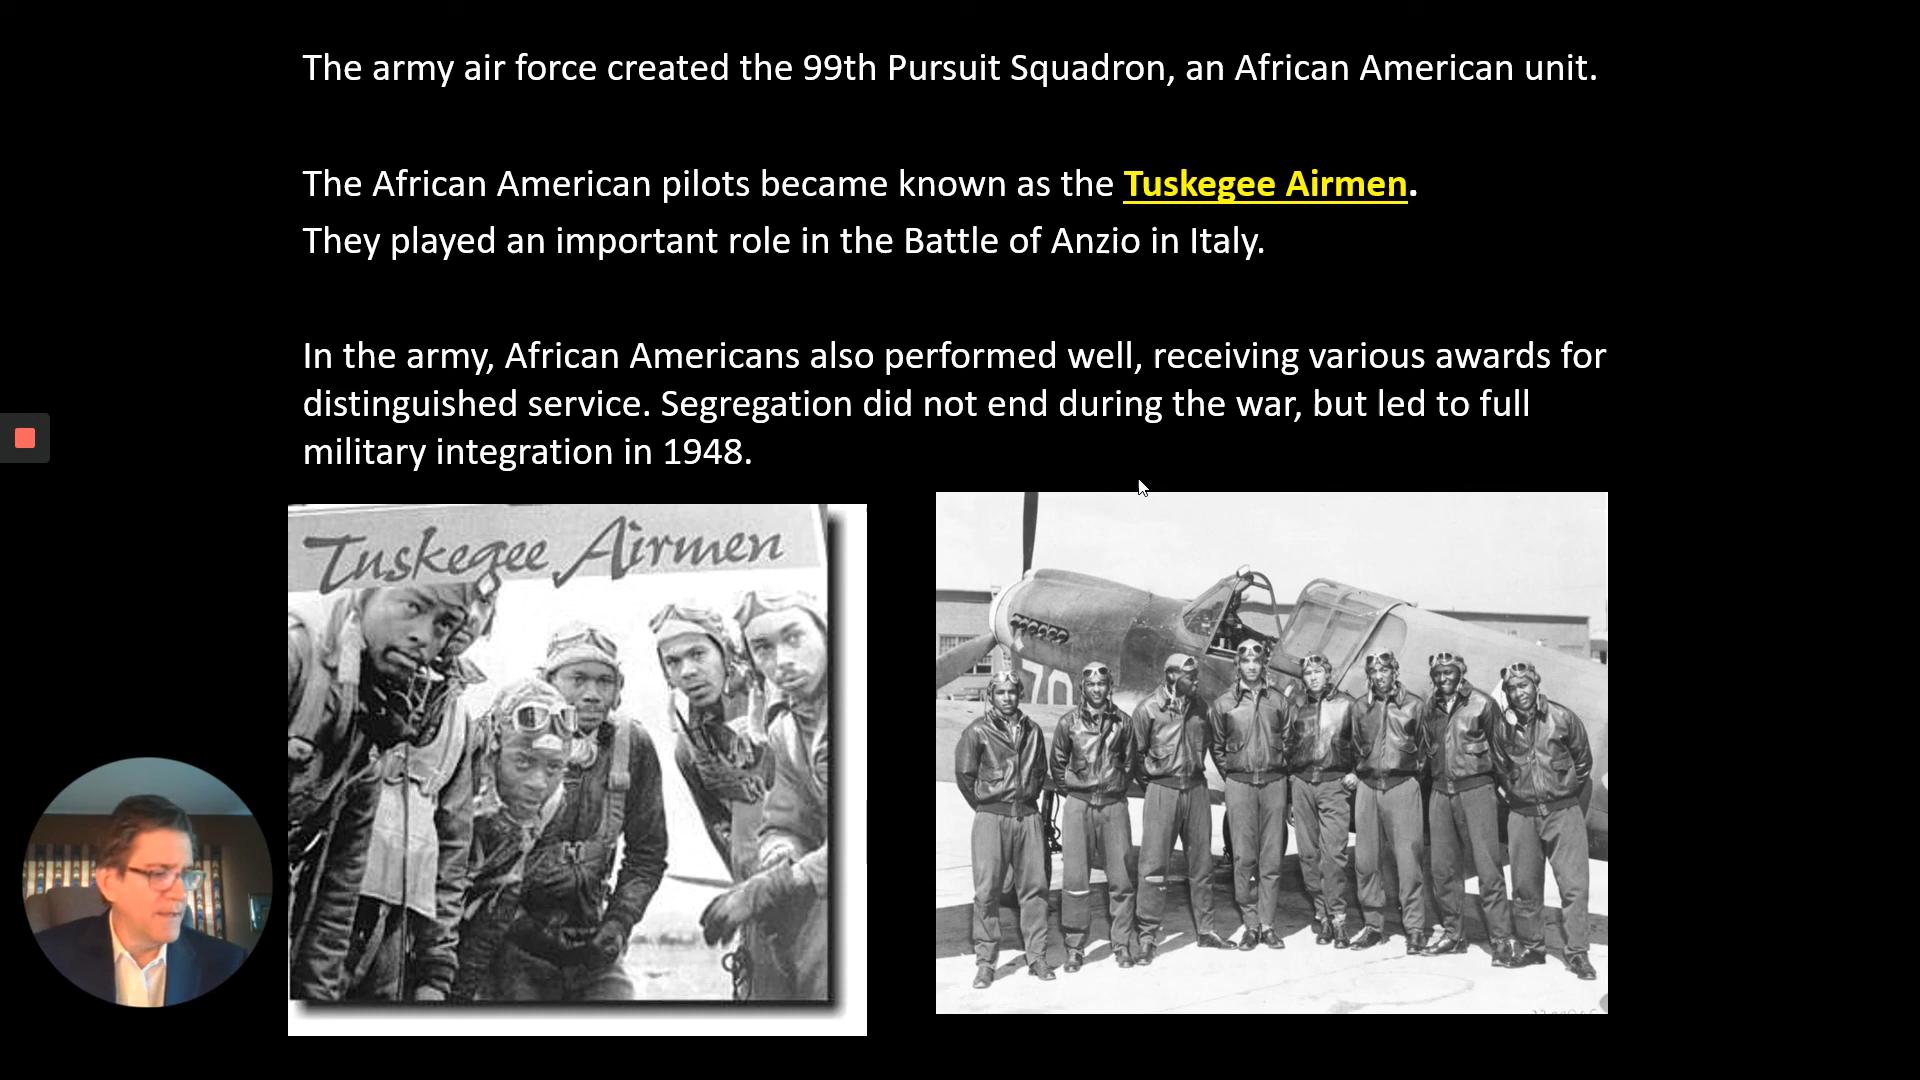 The army air force created the 99th Pursuit Squadron, an African American unit.
The African American pilots became known as the Tuskegee Airmen.
They played an important role in the Battle of Anzio in Italy.
In the army, African Americans also performed well, receiving various awards for
distinguished service. Segregation did not end during the war, but led to full
military integration in 1948.
Tuskegee Airmen
70